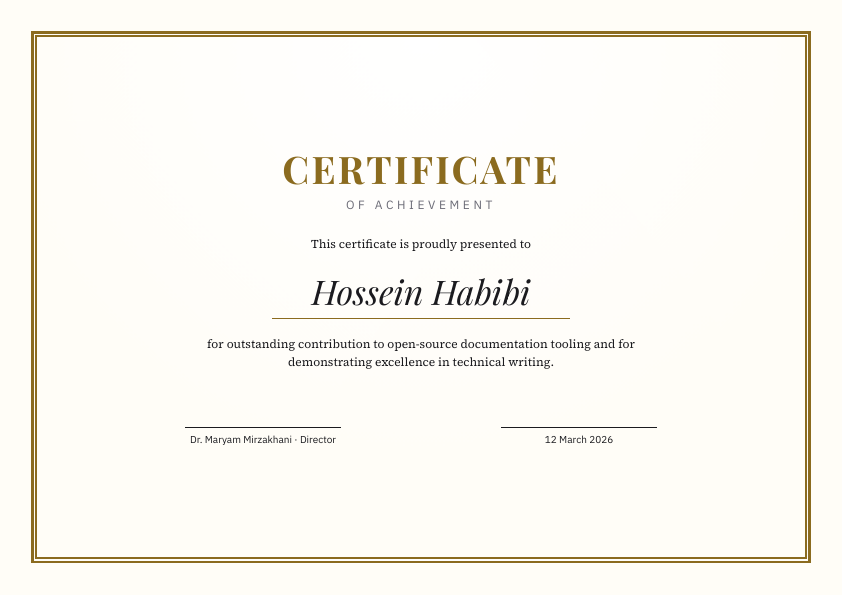 CERTIFICATE
OF ACHIEVEMENT
This certificate is proudly presented to
Hossein Habibi
for outstanding contribution to open-source documentation tooling and for
demonstrating excellence in technical writing.
Dr. Maryam Mirzakhani · Director
12 March 2026